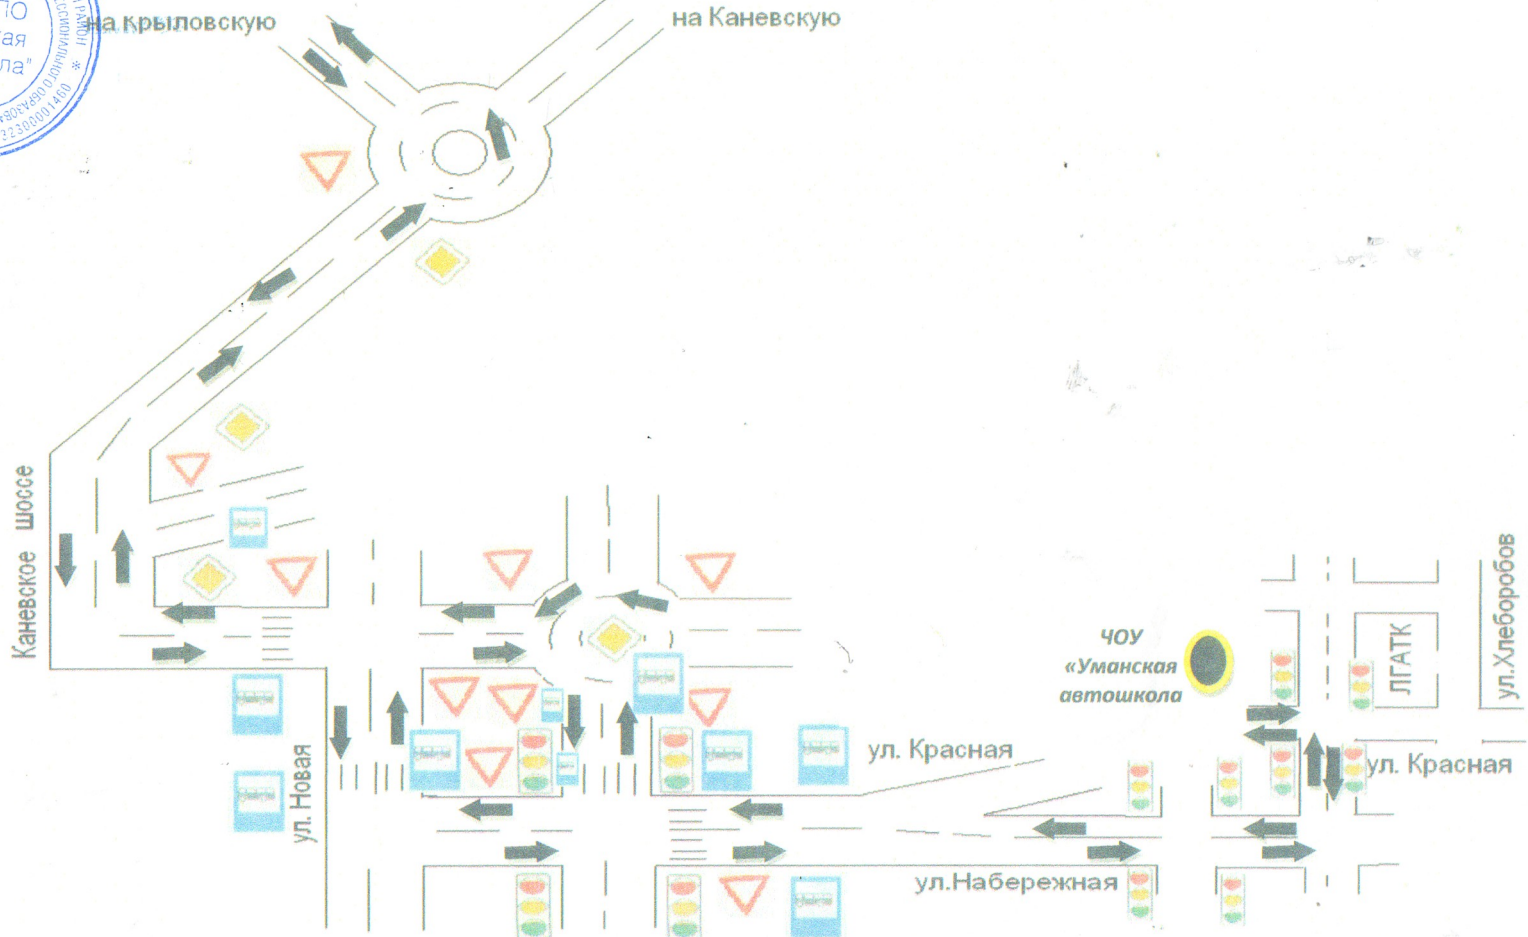 ПО
на Крыловскую
на Каневскую
Каневское шоссе
ул. Новая
ул. Красная
ул.Набережная
ЧОУ
«Уманская
автошкола
ЛГАТК
ул.Хлеборобов
ул. Красная